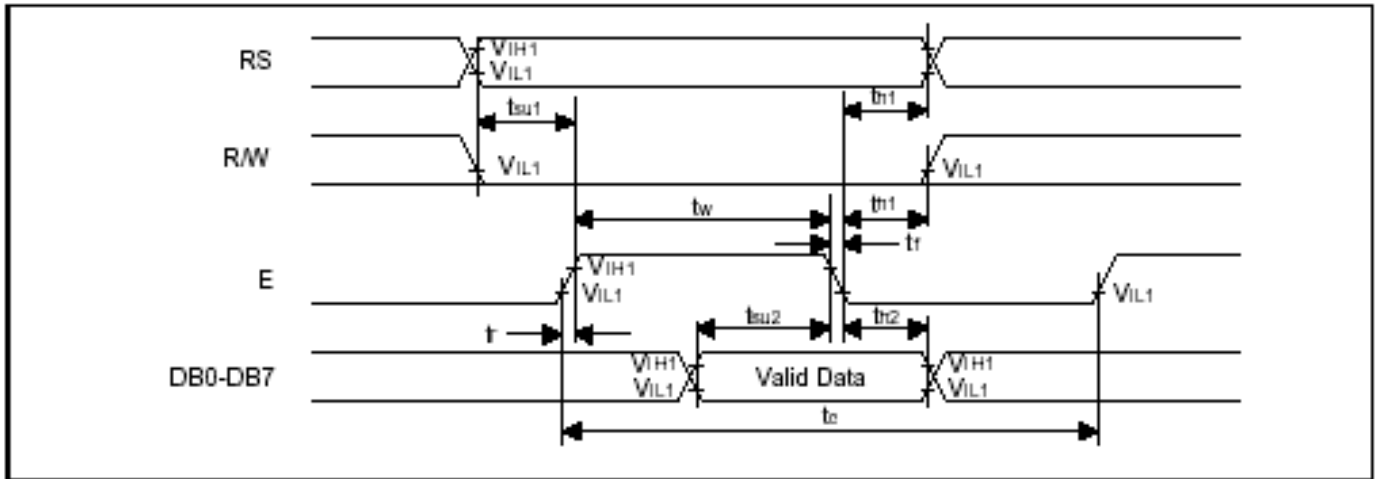 RS
VIH1
VIL1
tsu1
th1
R/W
VIL1
VIL1
tw
th1
tf
E
VIH1
VIL1
VIL1
tsu2
th2
tr
DB0-DB7
VIH1
VIL1
Valid Data
VIH1
VIL1
tc